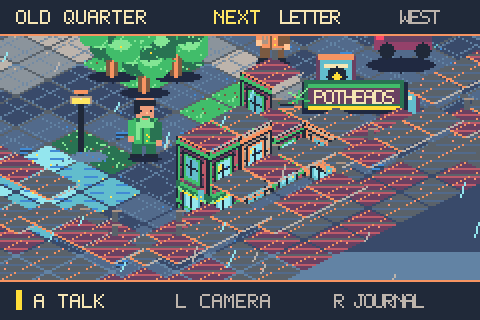 OLD QUARTER NEXT LETTER WEST
POTHEADS
A TALK L CAMERA R JOURNAL